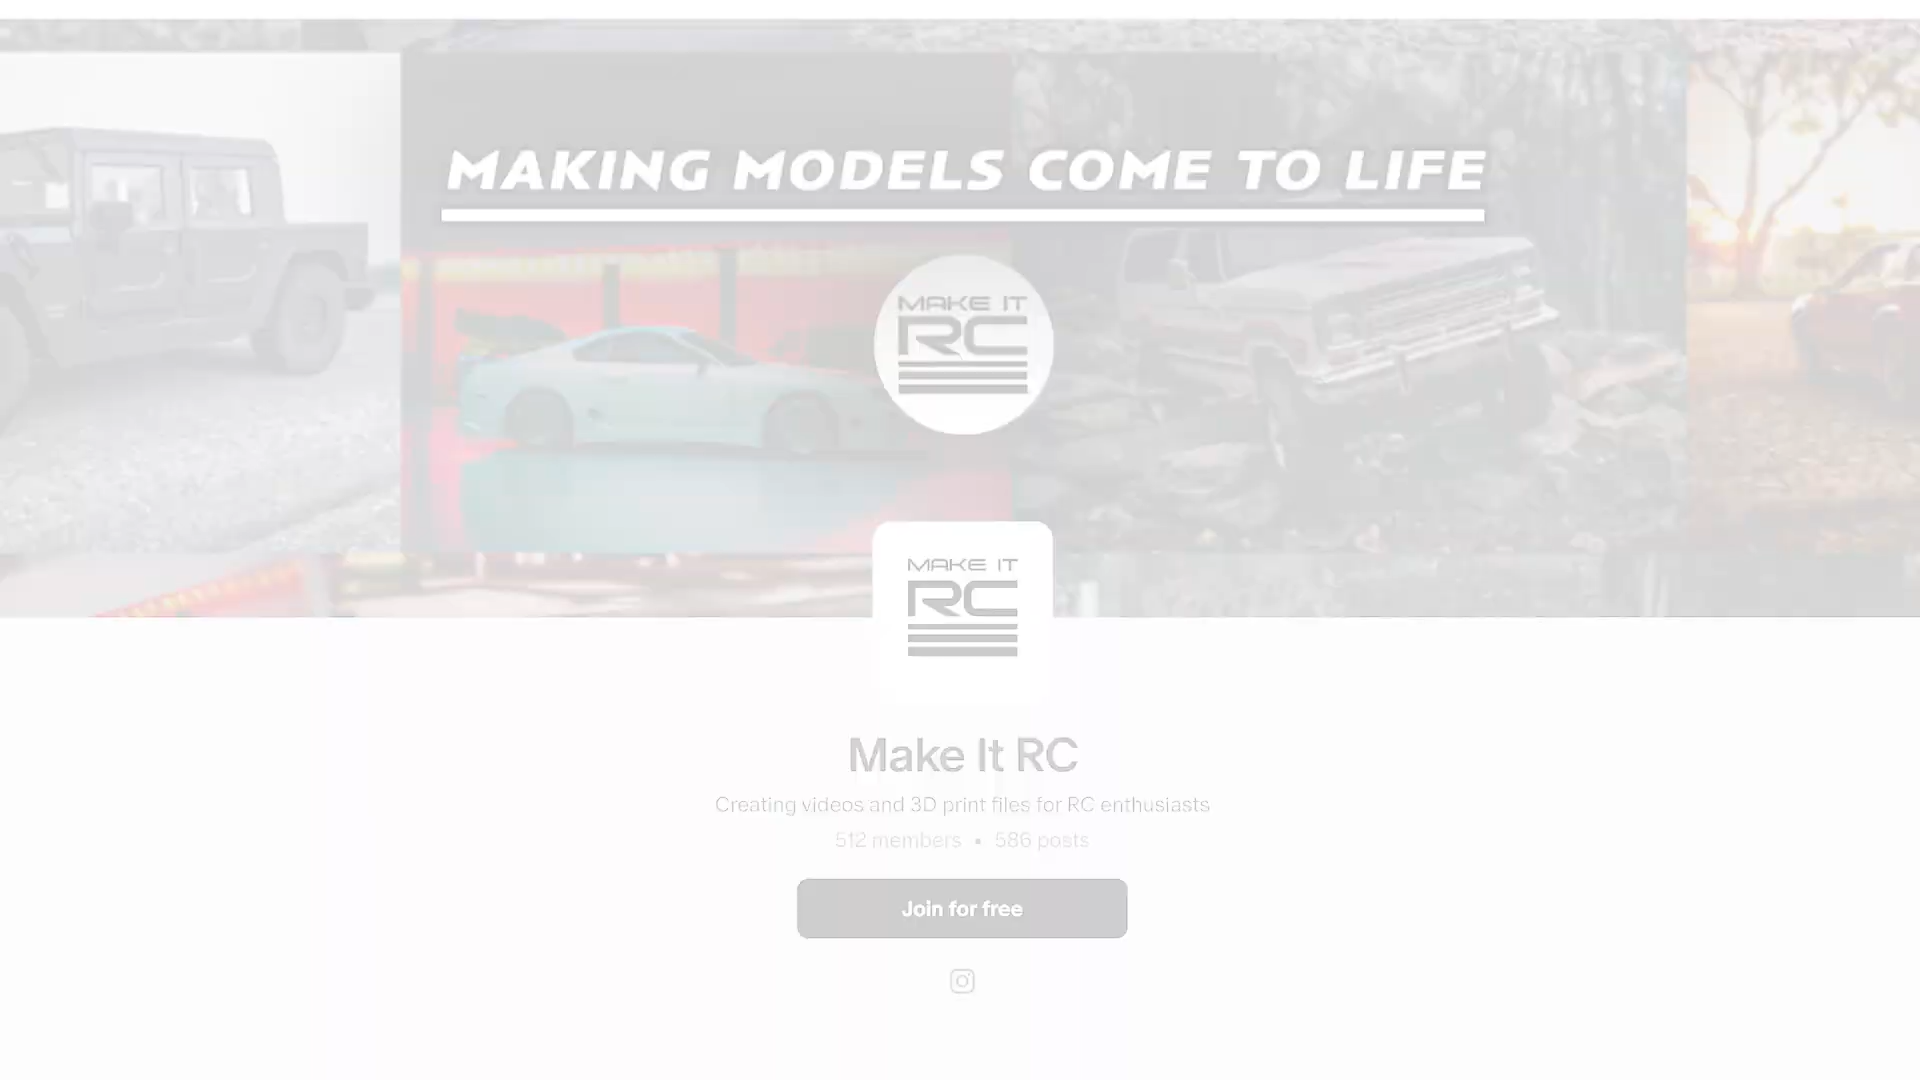 MAKING MODELS COME TO LIFE
MAKE IT
RC
MAKE IT
RC
Make It RC
Creating videos and 3D print files for RC enthusiasts
512 members • 586 posts
Join for free